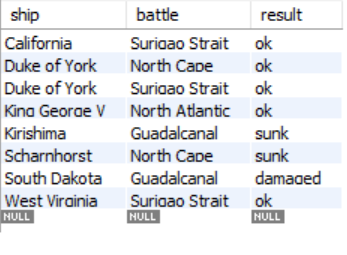 ship battle result
California Surigao Strait ok
Duke of York North Cape ok
Duke of York Surigao Strait ok
King George V North Atlantic ok
Kirishima Guadalcanal sunk
Scharnhorst North Cape sunk
South Dakota Guadalcanal damaged
West Virginia Surigao Strait ok
NULL NULL NULL